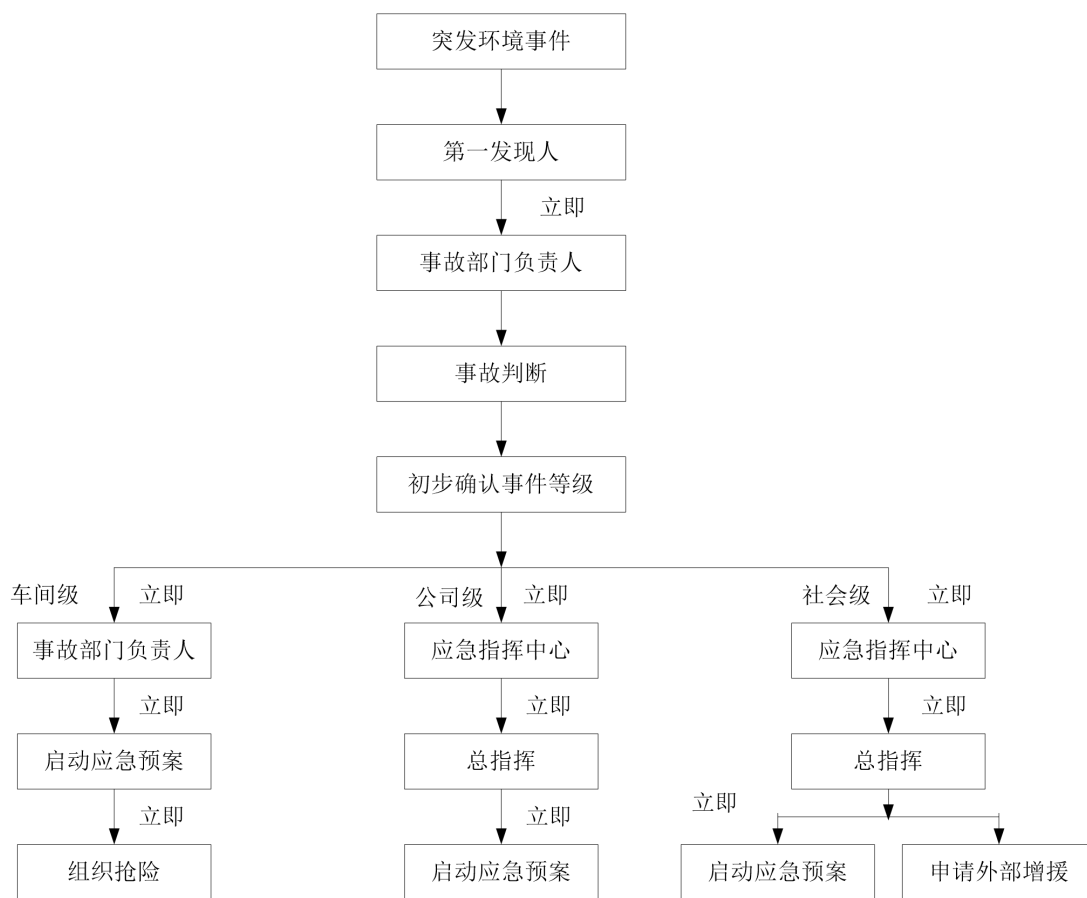 突发环境事件
第一发现人
立即
事故部门负责人
事故判断
初步确认事件等级
车间级 立即 公司级 立即 社会级 立即
事故部门负责人 应急指挥中心 应急指挥中心
立即 立即 立即
启动应急预案 总指挥 总指挥
立即 立即 立即
组织抢险 启动应急预案 启动应急预案 申请外部增援